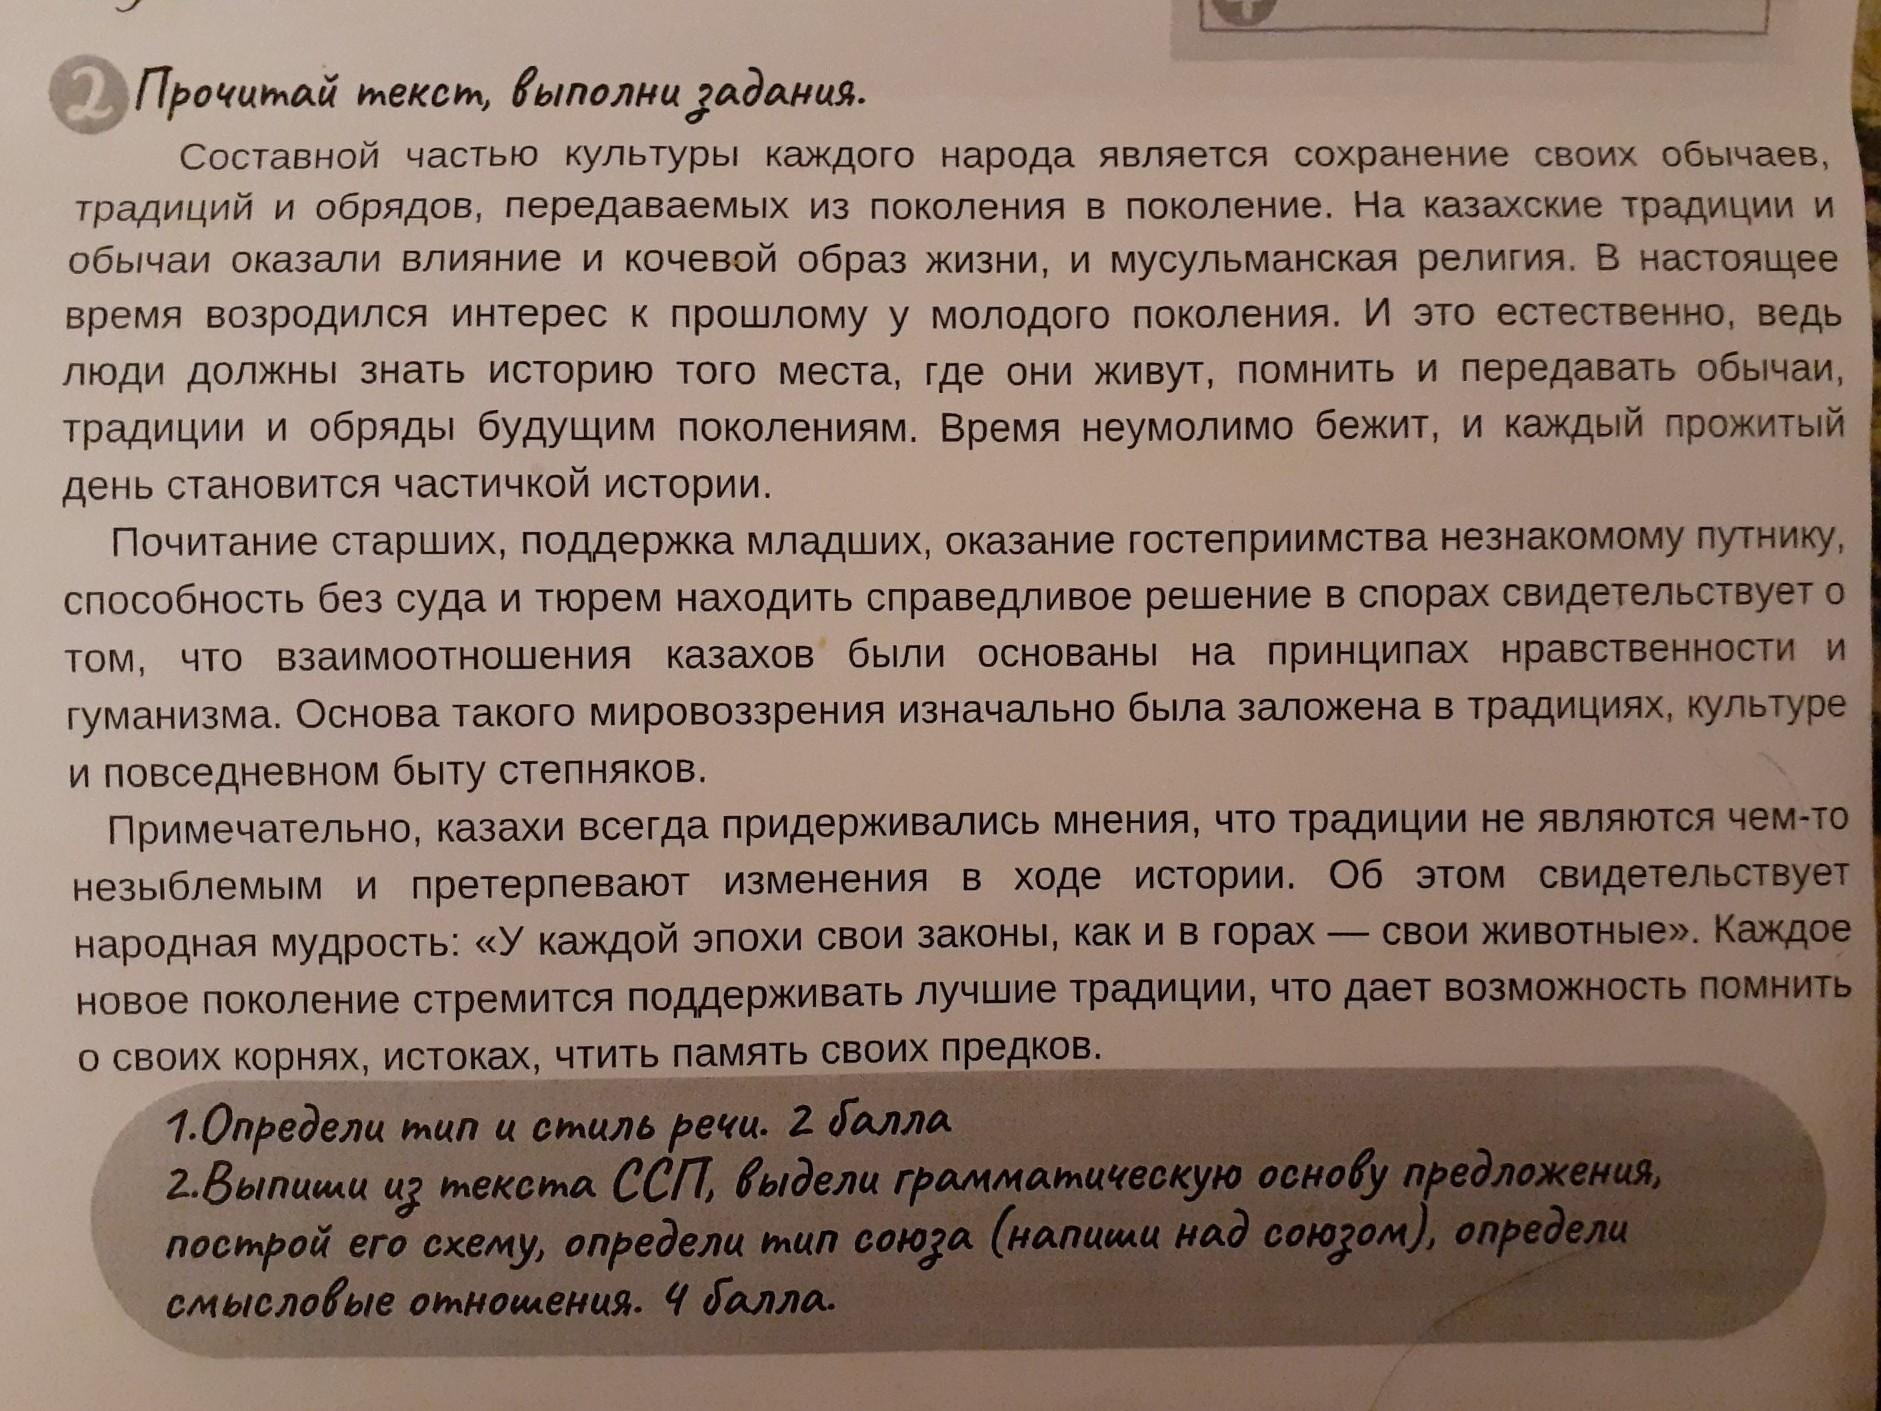 2 Прочитай текст, выполни задания.
Составной частью культуры каждого народа является сохранение своих обычаев,
традиций и обрядов, передаваемых из поколения в поколение. На казахские традиции и
обычаи оказали влияние и кочевой образ жизни, и мусульманская религия. В настоящее
время возродился интерес к прошлому у молодого поколения. И это естественно, ведь
люди должны знать историю того места, где они живут, помнить и передавать обычаи,
традиции и обряды будущим поколениям. Время неумолимо бежит, и каждый прожитый
день становится частичкой истории.
Почитание старших, поддержка младших, оказание гостеприимства незнакомому путнику,
способность без суда и тюрем находить справедливое решение в спорах свидетельствует о
том, что взаимоотношения казахов были основаны на принципах нравственности и
гуманизма. Основа такого мировоззрения изначально была заложена в традициях, культуре
и повседневном быту степняков.
Примечательно, казахи всегда придерживались мнения, что традиции не являются чем-то
незыблемым и претерпевают изменения в ходе истории. Об этом свидетельствует
народная мудрость: «У каждой эпохи свои законы, как и в горах — свои животные». Каждое
новое поколение стремится поддерживать лучшие традиции, что дает возможность помнить
о своих корнях, истоках, чтить память своих предков.
1.Определи тип и стиль речи. 2 балла
2.Выпиши из текста ССП, выдели грамматическую основу предложения,
построй его схему, определи тип союза (напиши над союзом), определи
смысловые отношения. 4 балла.